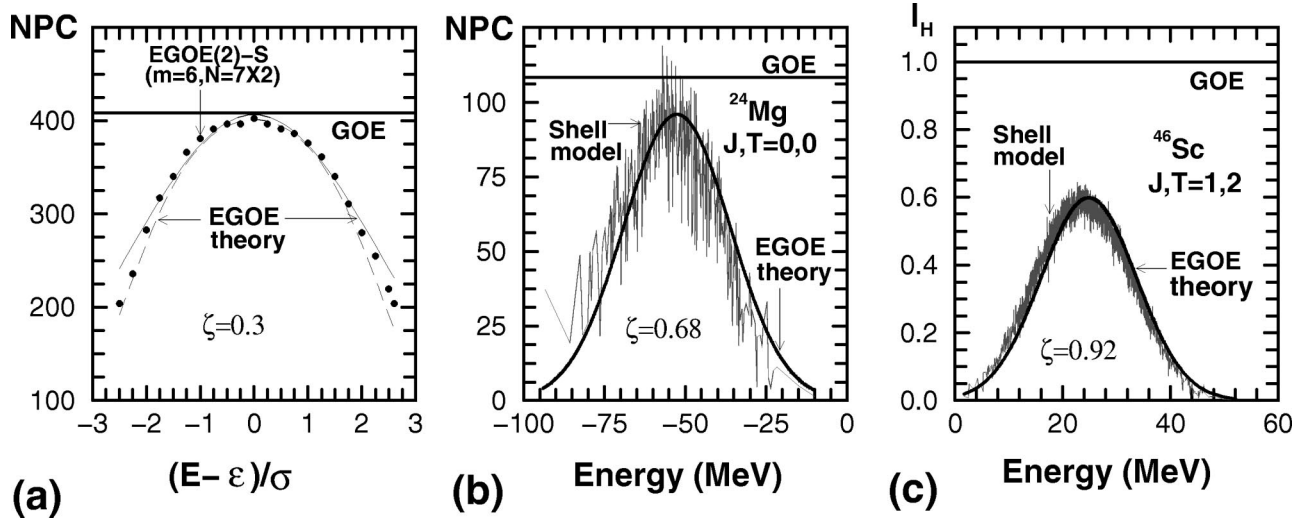 NPC
EGOE(2)−S
(m=6,N=7X2)
GOE
EGOE
theory
ζ=0.3
400
300
200
100
−3 −2 −1 0 1 2 3
(a)
(E− ε)/σ
NPC
GOE
24Mg
J,T=0,0
Shell
model
EGOE
theory
ζ=0.68
100
75
50
25
0
−100 −75 −50 −25 0
(b)
Energy (MeV)
I_H
GOE
46Sc
J,T=1,2
Shell
model
EGOE
theory
ζ=0.92
1.0
0.8
0.6
0.4
0.2
0.0
0 20 40 60
(c)
Energy (MeV)